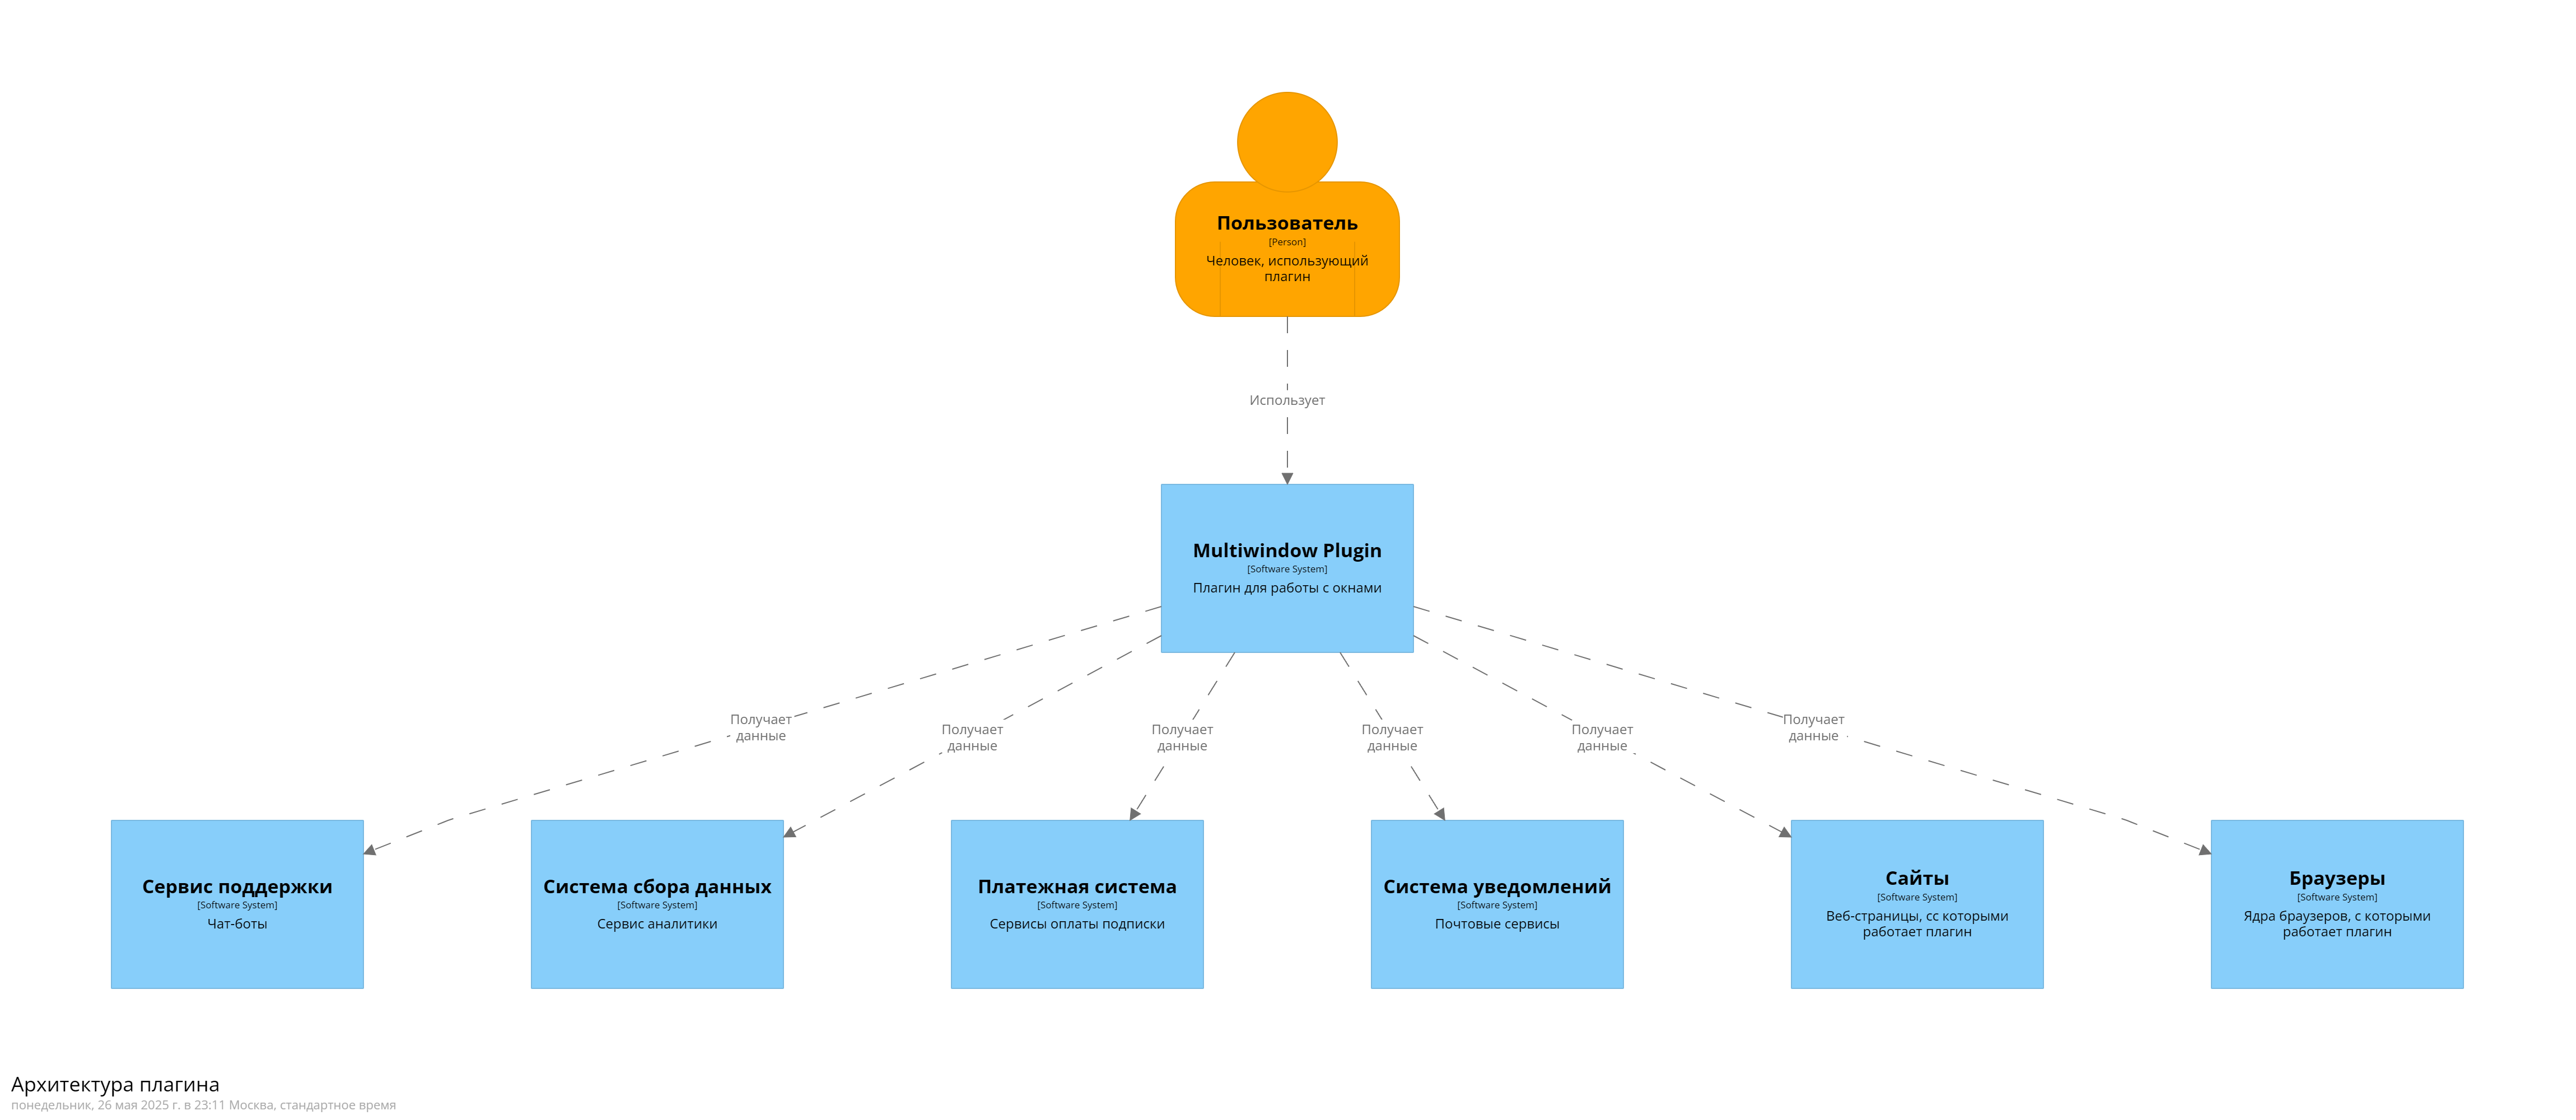 Пользователь
[Person]
Человек, использующий
плагин
Использует
Multiwindow Plugin
[Software System]
Плагин для работы с окнами
Получает
данные
Получает
данные
Получает
данные
Получает
данные
Получает
данные
Получает
данные
Сервис поддержки
[Software System]
Чат-боты
Система сбора данных
[Software System]
Сервис аналитики
Платежная система
[Software System]
Сервисы оплаты подписки
Система уведомлений
[Software System]
Почтовые сервисы
Сайты
[Software System]
Веб-страницы, сс которыми
работает плагин
Браузеры
[Software System]
Ядра браузеров, с которыми
работает плагин
Архитектура плагина
понедельник, 26 мая 2025 г. в 23:11 Москва, стандартное время